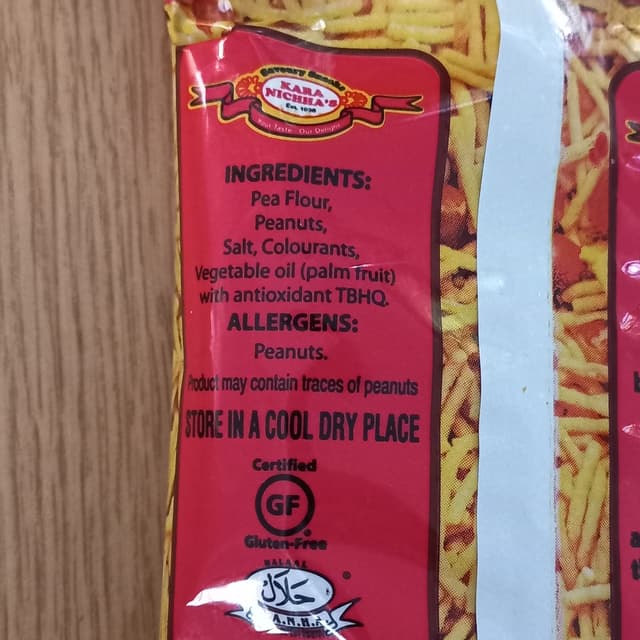 Savoury Snacks
KARA
NICHHA'S
Est. 1038
Your Taste Our Delight
INGREDIENTS:
Pea Flour,
Peanuts,
Salt, Colourants,
Vegetable oil (palm fruit)
with antioxidant TBHQ.
ALLERGENS:
Peanuts.
Product may contain traces of peanuts
STORE IN A COOL DRY PLACE
Certified
GF
Gluten-Free
HALAAL
حلال
®